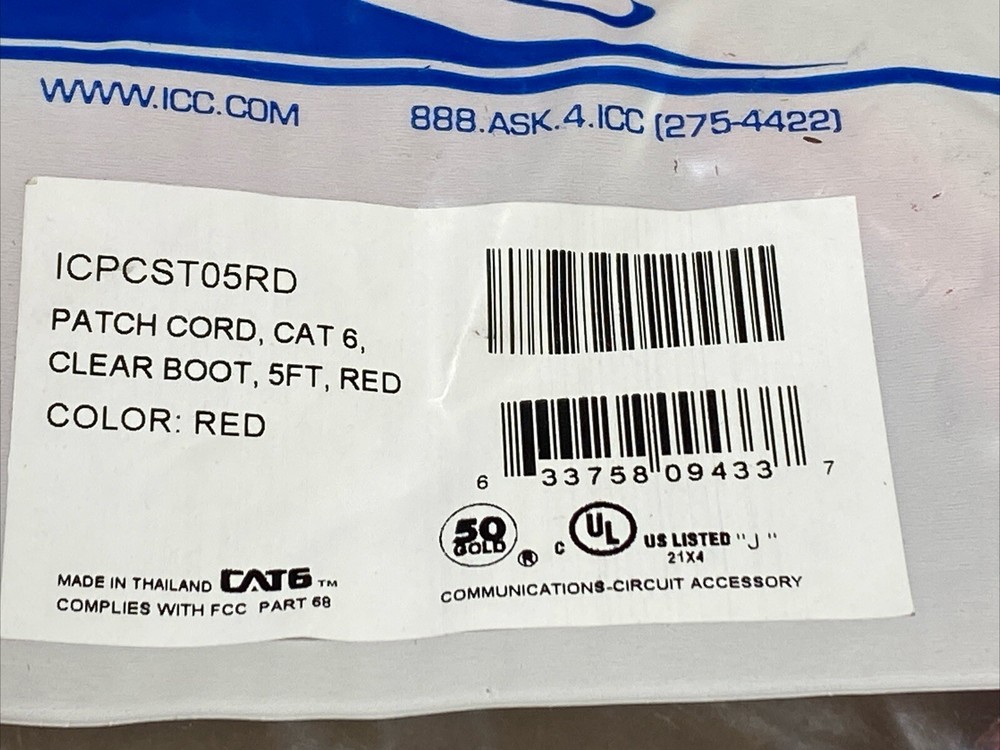 WWW.ICC.COM
888.ASK.4.ICC (275-4422)
ICPCST05RD
PATCH CORD, CAT 6,
CLEAR BOOT, 5FT, RED
COLOR: RED
6 33758 09433 7
50 GOLD ®
C UL US LISTED "J"
21X4
MADE IN THAILAND CAT6 TM
COMPLIES WITH FCC PART 68
COMMUNICATIONS-CIRCUIT ACCESSORY